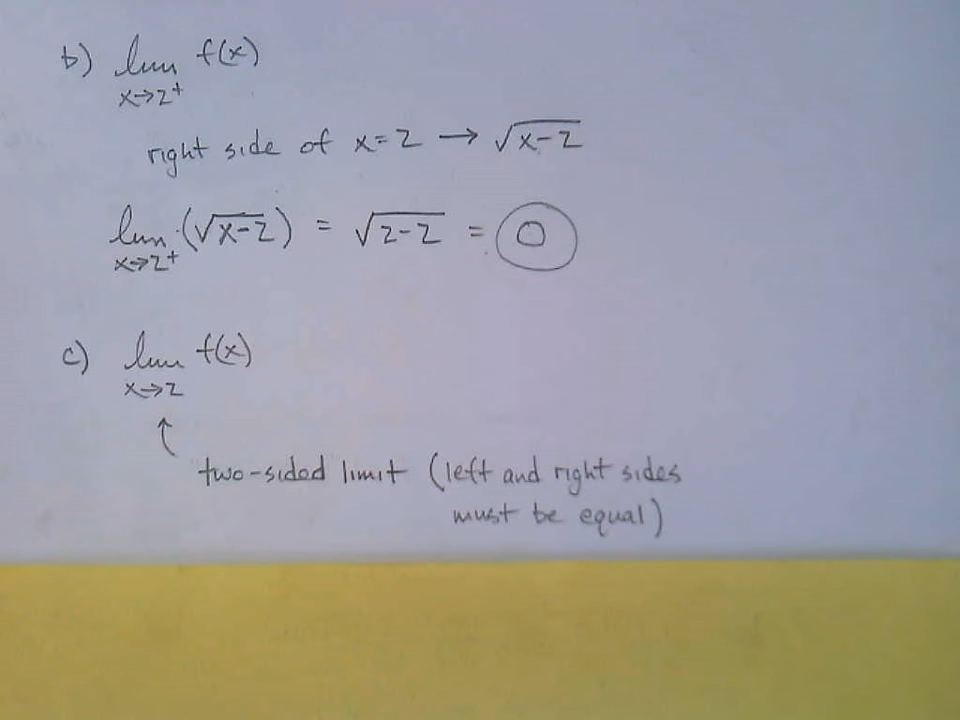 b) lim f(x)
x→2⁺
right side of x=2 → √x-2
lim (√x-2) = √2-2 = 0
x→2⁺
c) lim f(x)
x→2
↑
two-sided limit (left and right sides
must be equal)